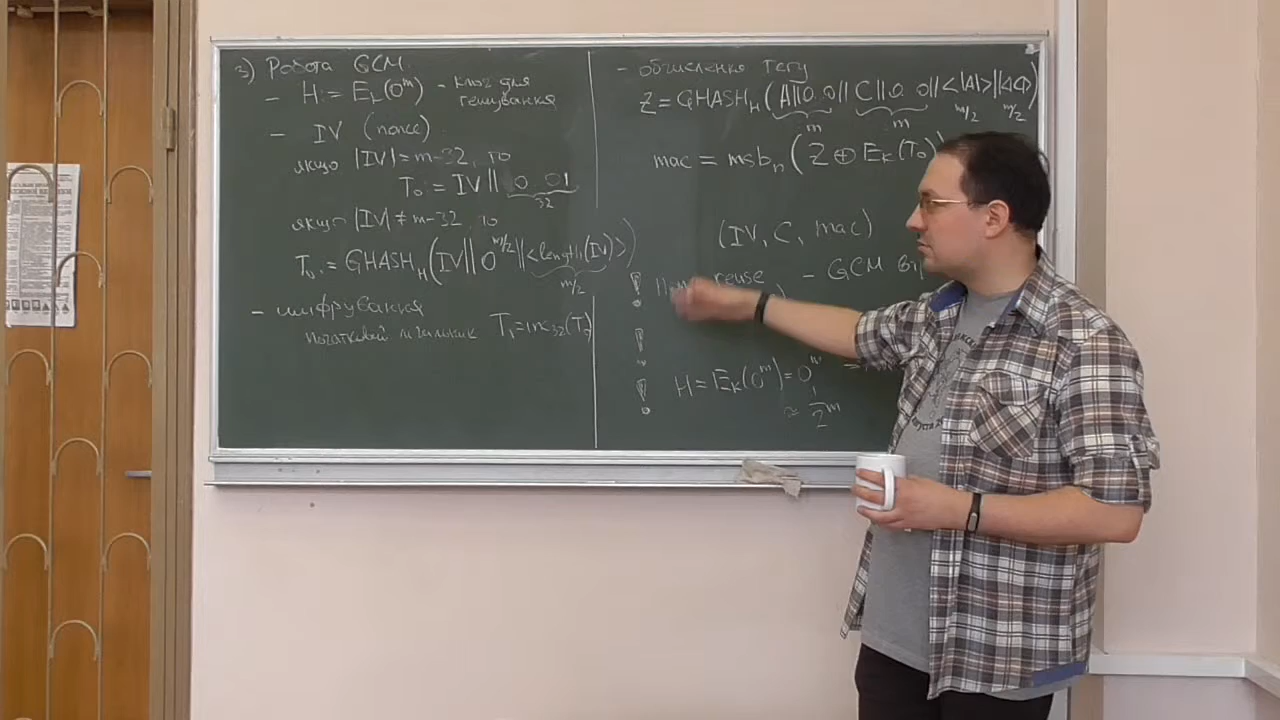 3) Робота GCM.
- H := E_K(0^m) - ключ для гешування
- IV (nonce)
якщо |IV| = m-32, то
T₀ = IV || 0..01
32
якщо |IV| ≠ m-32, то
T₀ := GHASH_H(IV || 0^{m/2} || <length(IV)>)
m/2
- шифрування
початковий лічильник T₁ = inc₃₂(T₀)
- обчислення тегу
Z = GHASH_H(A||0..0|| C||0..0||<|A|>||<|C|>)
m m m/2 m/2
mac = msb_n(Z ⊕ E_K(T₀)
(IV, C, mac)
! reuse - GCM
!
! H = E_K(0^m) = 0^m
≈ 1/2^m